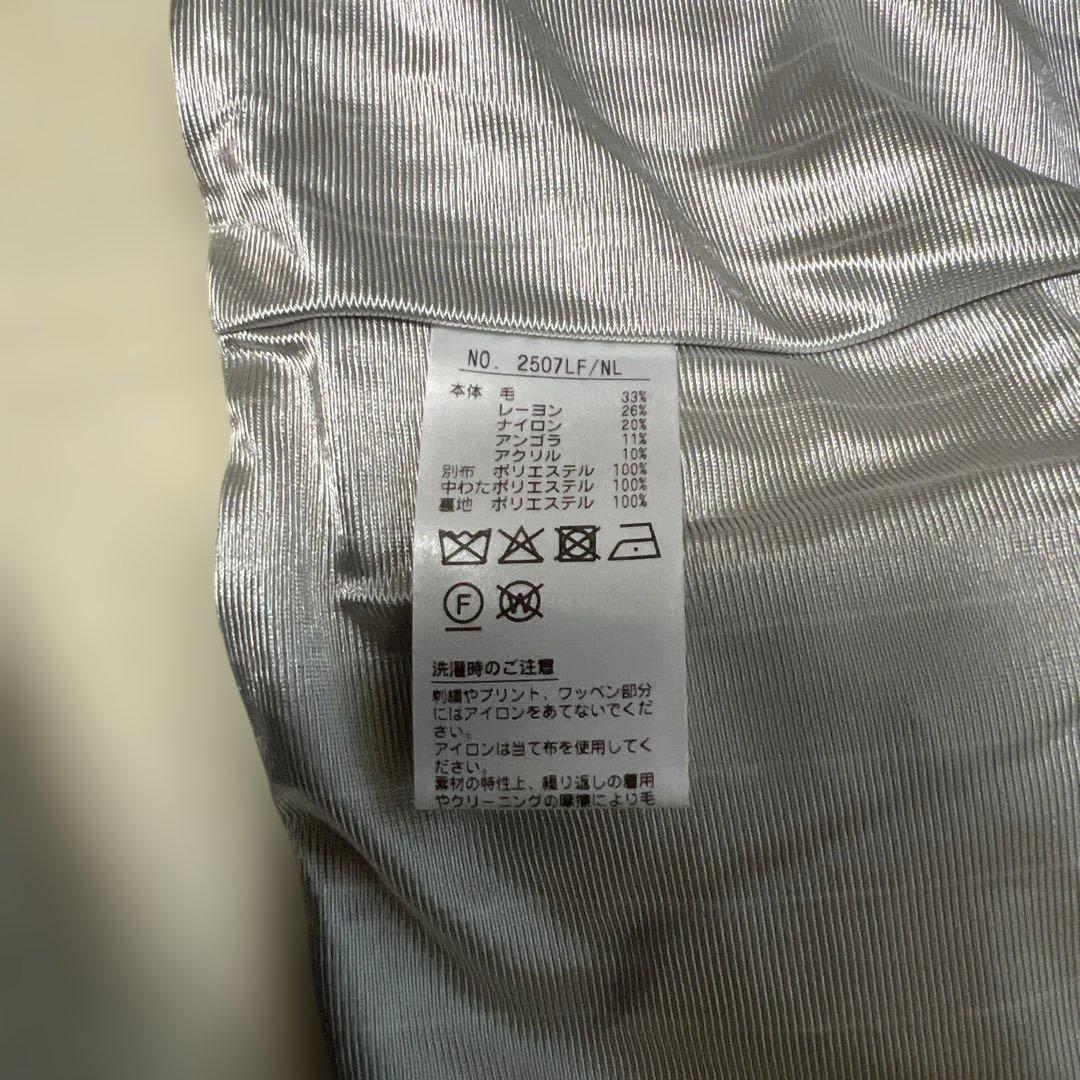 NO. 2507LF/NL
本体 毛 33%
レーヨン 26%
ナイロン 20%
アンゴラ 11%
アクリル 10%
別布 ポリエステル 100%
中わた ポリエステル 100%
裏地 ポリエステル 100%
F W
洗濯時のご注意
刺繍やプリント、ワッペン部分
にはアイロンをあてないでくだ
さい。
アイロンは当て布を使用してく
ださい。
素材の特性上、繰り返しの着用
やクリーニングの摩擦により毛